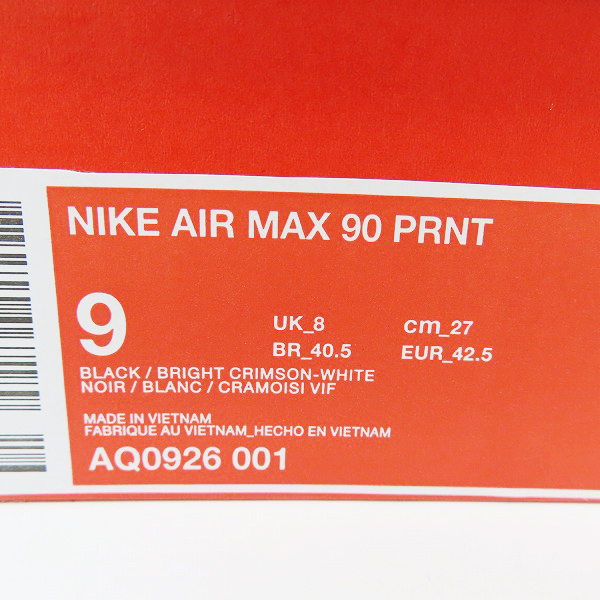 NIKE AIR MAX 90 PRNT
9
UK_8 cm_27
BR_40.5 EUR_42.5
BLACK / BRIGHT CRIMSON-WHITE
NOIR / BLANC / CRAMOISI VIF
MADE IN VIETNAM
FABRIQUE AU VIETNAM_HECHO EN VIETNAM
AQ0926 001